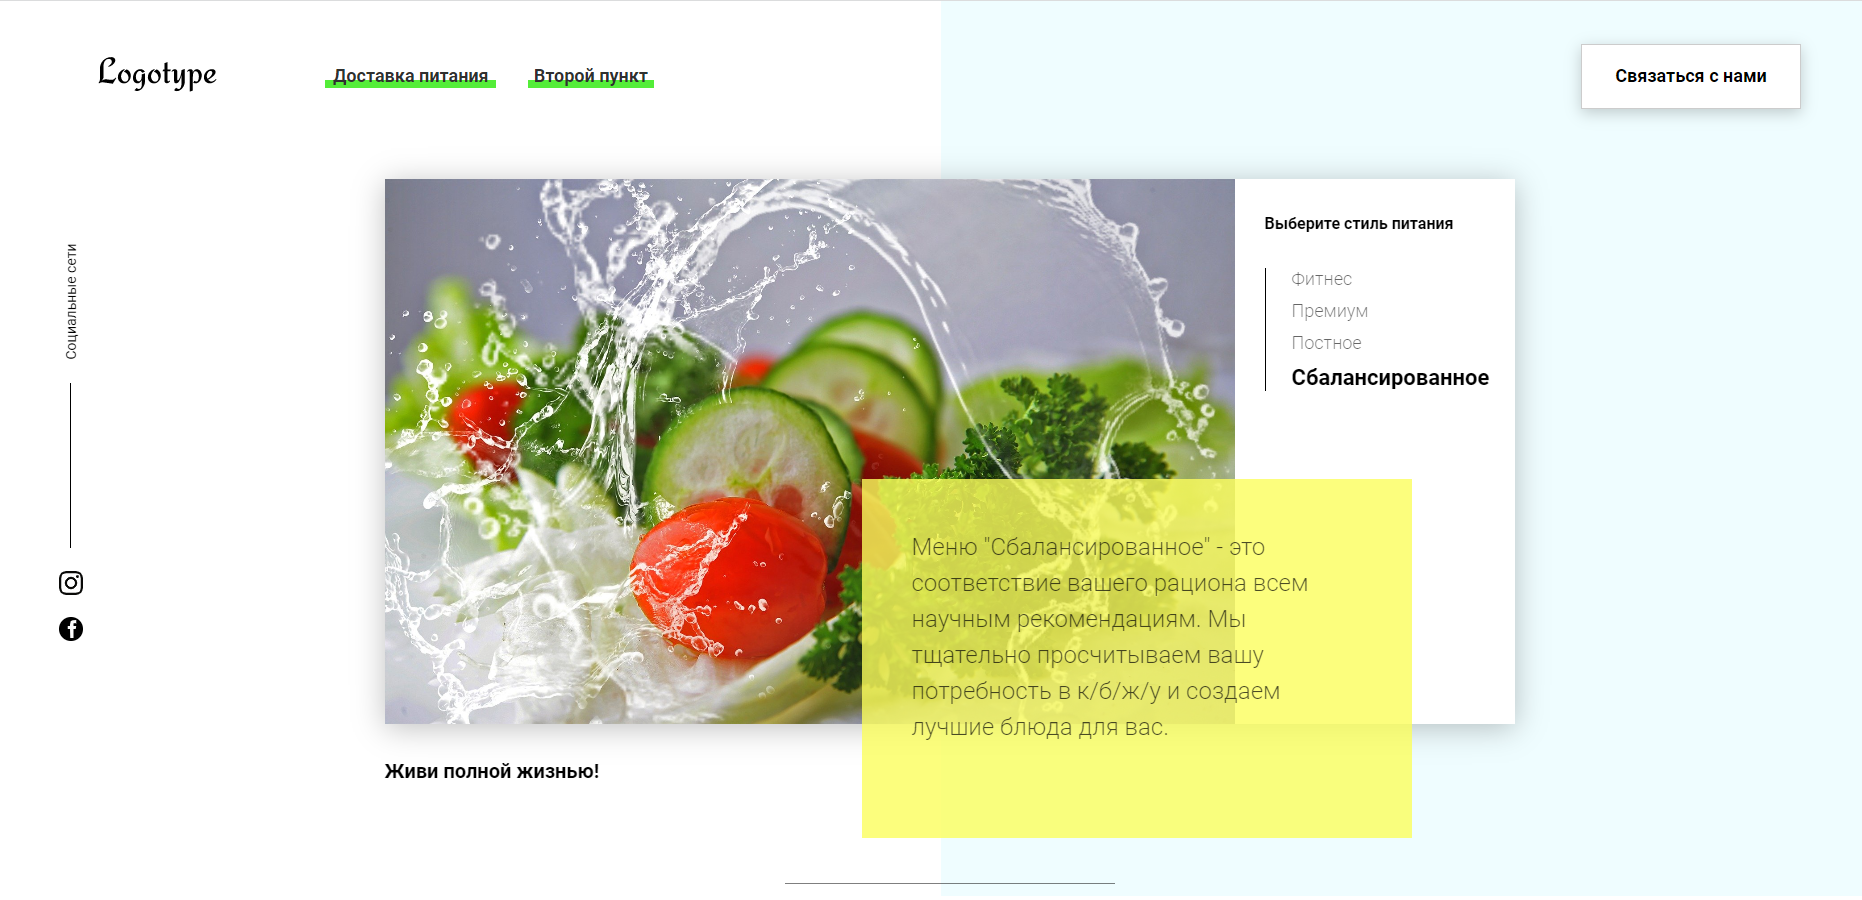 Logotype
Доставка питания
Второй пункт
Связаться с нами
Социальные сети
Выберите стиль питания
Фитнес
Премиум
Постное
Сбалансированное
Меню "Сбалансированное" - это
соответствие вашего рациона всем
научным рекомендациям. Мы
тщательно просчитываем вашу
потребность в к/б/ж/у и создаем
лучшие блюда для вас.
Живи полной жизнью!